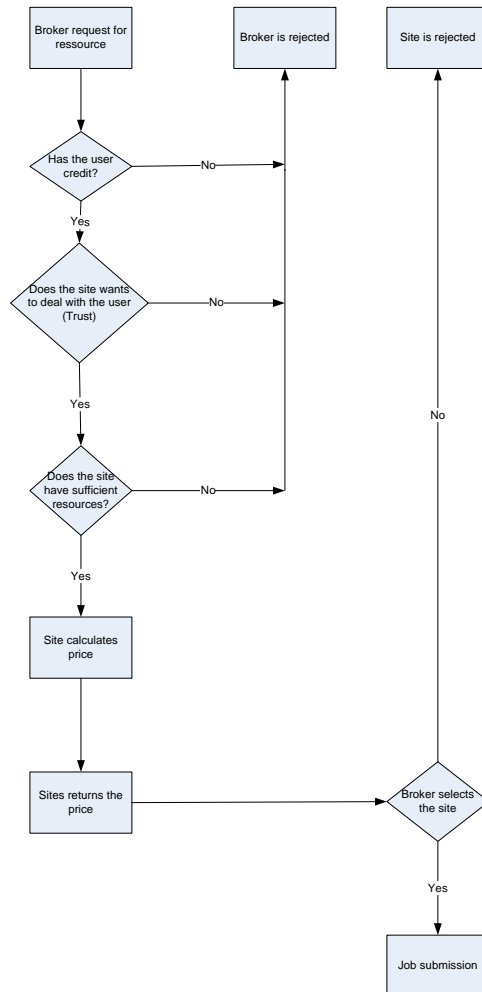 Broker request for
ressource
Broker is rejected
Site is rejected
Has the user
credit?
No
Yes
Does the site wants
to deal with the user
(Trust)
No
Yes
Does the site
have sufficient
resources?
No
Yes
Site calculates
price
Sites returns the
price
No
Broker selects
the site
Yes
Job submission